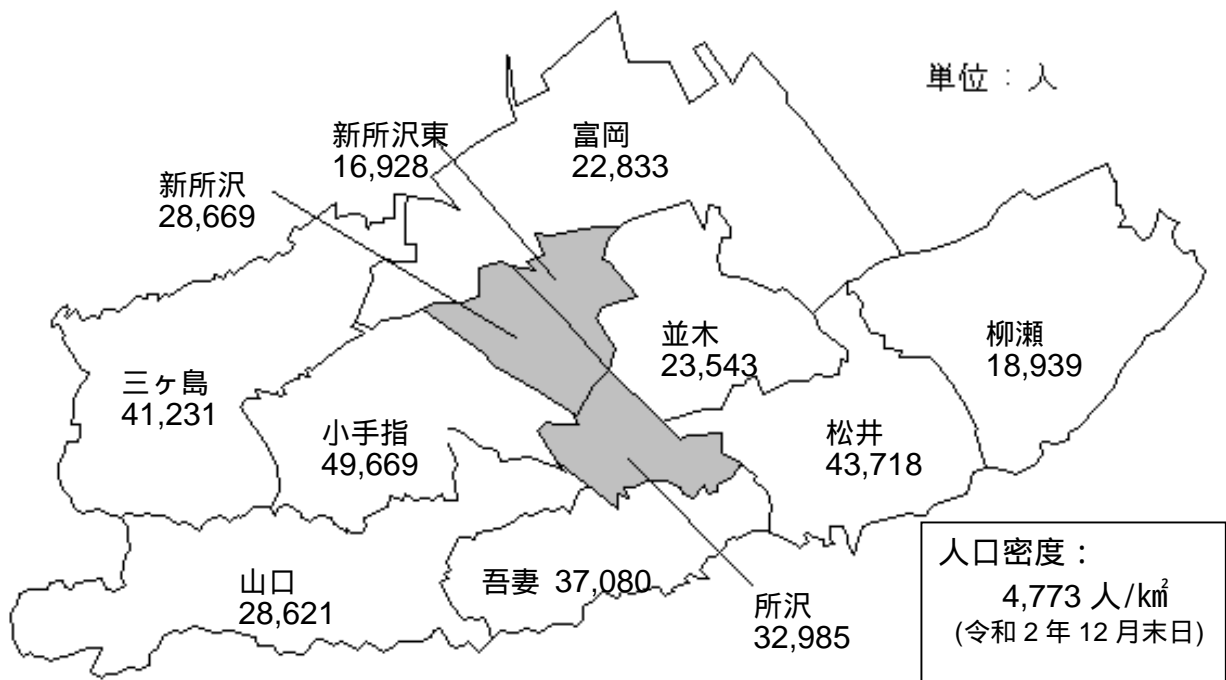 単位：人
新所沢東
16,928
富岡
22,833
新所沢
28,669
並木
23,543
柳瀬
18,939
三ヶ島
41,231
小手指
49,669
松井
43,718
山口
28,621
吾妻 37,080
所沢
32,985
人口密度：
4,773 人/㎢
(令和 2 年 12 月末日)